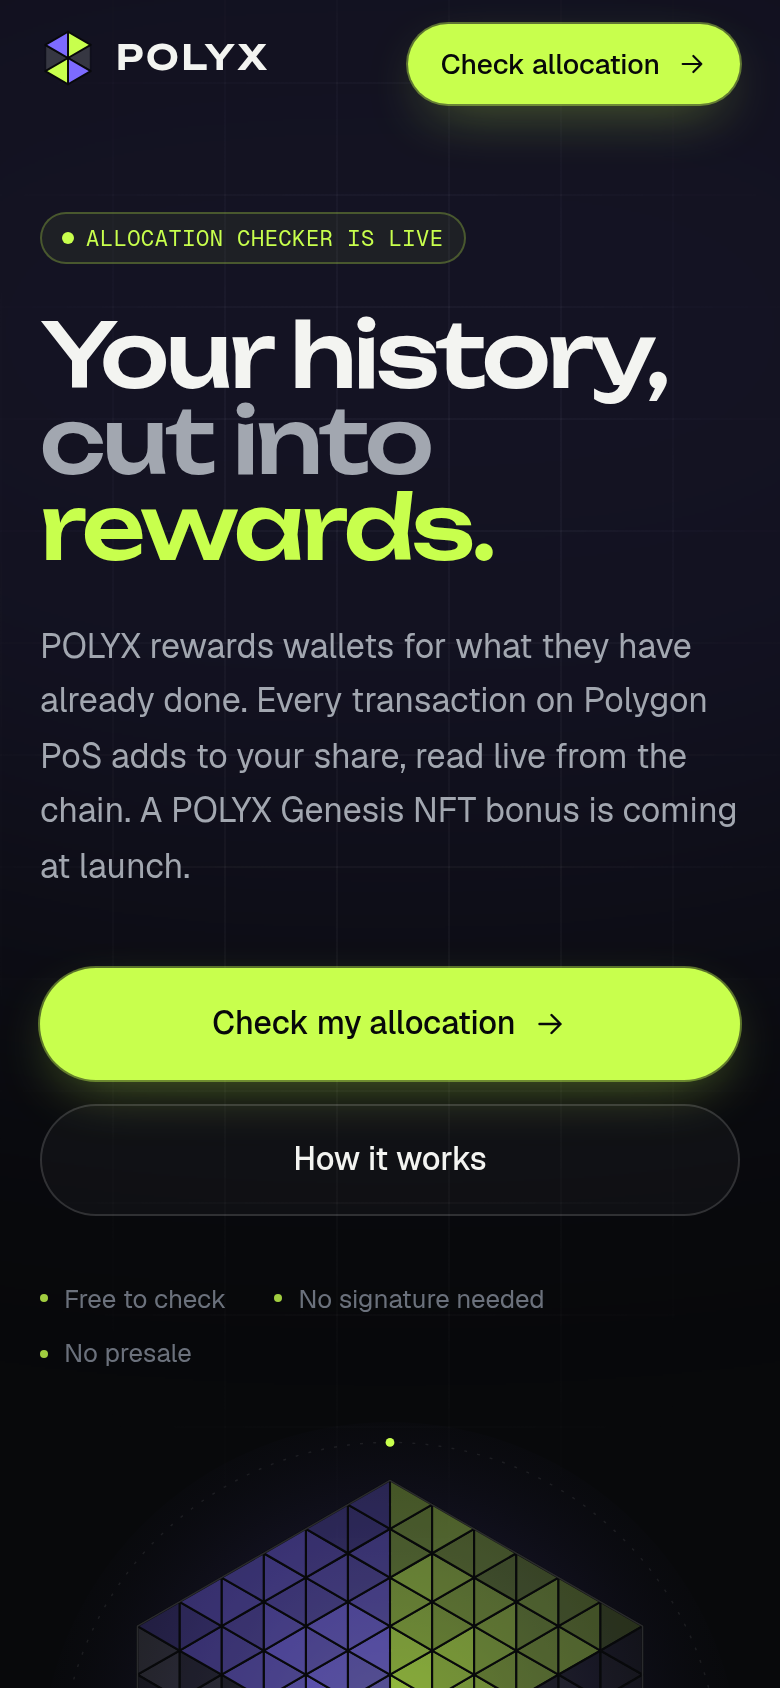 POLYX
Check allocation →
ALLOCATION CHECKER IS LIVE
Your history,
cut into
rewards.
POLYX rewards wallets for what they have
already done. Every transaction on Polygon
PoS adds to your share, read live from the
chain. A POLYX Genesis NFT bonus is coming
at launch.
Check my allocation →
How it works
Free to check
No signature needed
No presale